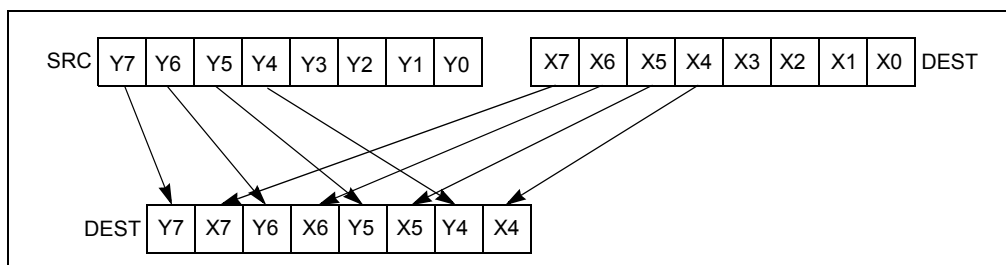 SRC Y7 Y6 Y5 Y4 Y3 Y2 Y1 Y0 X7 X6 X5 X4 X3 X2 X1 X0 DEST
DEST Y7 X7 Y6 X6 Y5 X5 Y4 X4